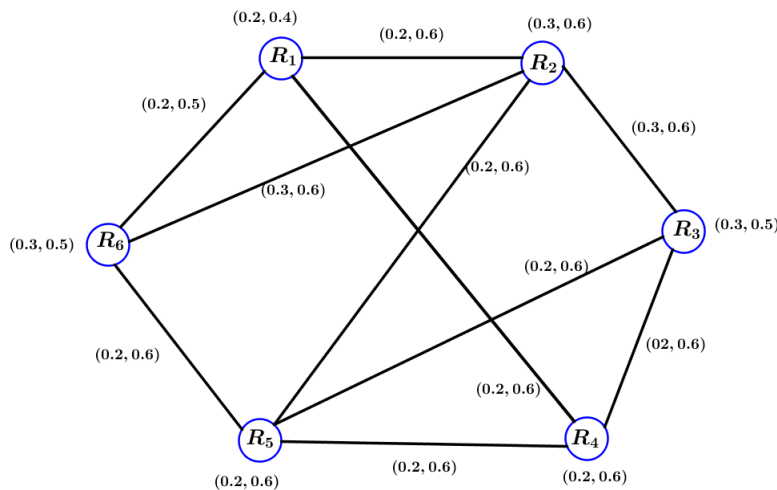 (0.2, 0.4)
(0.2, 0.6)
(0.3, 0.6)
R₁
R₂
(0.2, 0.5)
(0.3, 0.6)
(0.2, 0.6)
(0.3, 0.6)
(0.3, 0.5)
R₆
R₃
(0.3, 0.5)
(0.2, 0.6)
(0.2, 0.6)
(02, 0.6)
(0.2, 0.6)
R₅
R₄
(0.2, 0.6)
(0.2, 0.6)
(0.2, 0.6)